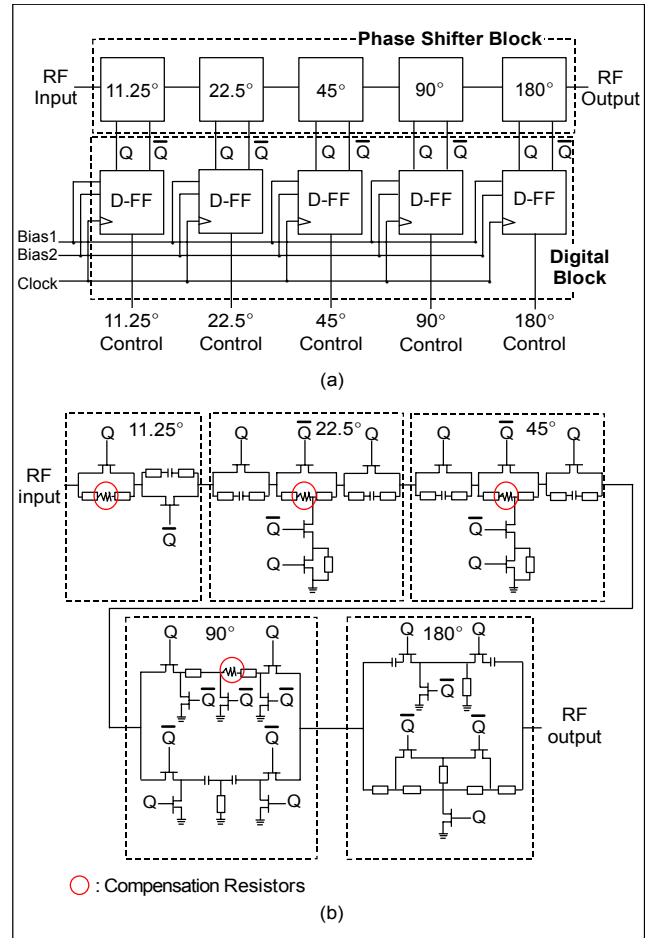 Phase Shifter Block
RF Input
11.25°
22.5°
45°
90°
180°
RF Output
Q Q̅ Q Q̅ Q Q̅ Q Q̅ Q Q̅
D-FF D-FF D-FF D-FF D-FF
Bias1
Bias2
Clock
Digital Block
11.25° Control
22.5° Control
45° Control
90° Control
180° Control
(a)
Q 11.25°
Q Q̅ 22.5° Q
Q Q̅ 45° Q
RF input
Q̅
Q̅
Q
Q̅
Q
Q 90° Q
180°
Q Q
Q̅ Q̅ Q̅
Q̅
Q̅ Q̅
Q̅ Q̅
RF output
Q Q
Q
: Compensation Resistors
(b)